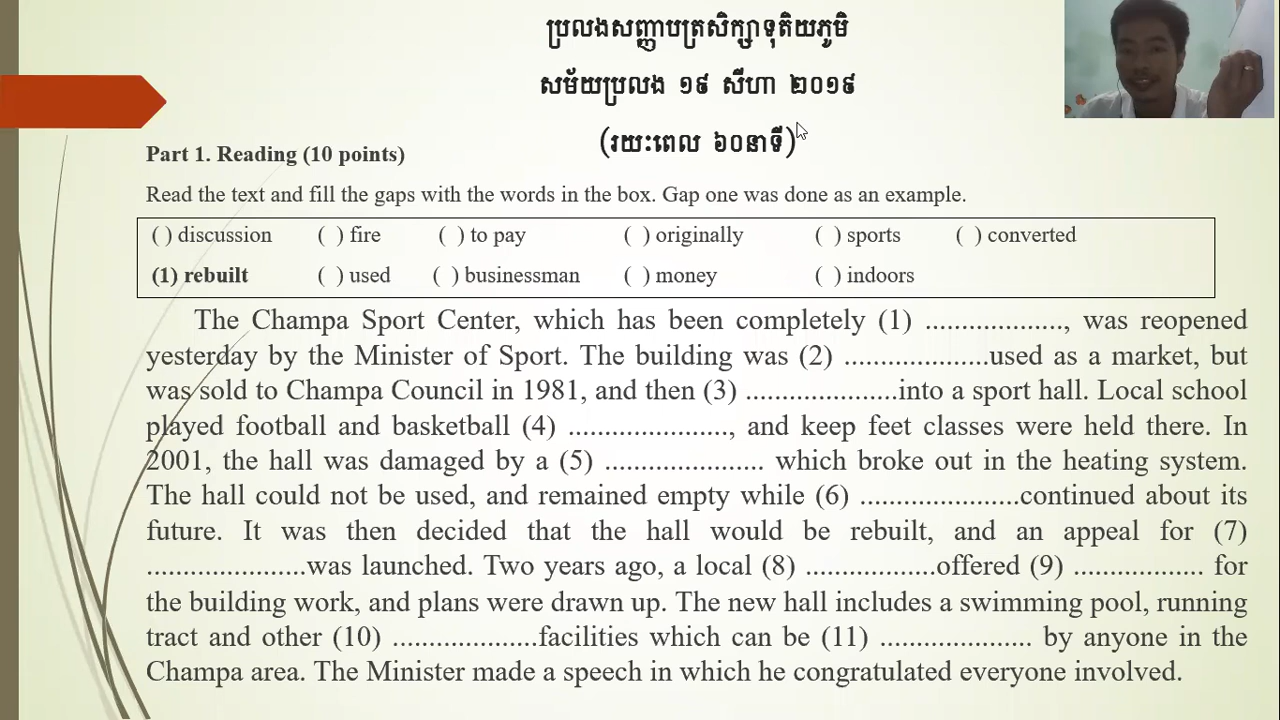 ប្រលងសញ្ញាបត្រសិក្សាទុតិយភូមិ
សម័យប្រលង ១៩ សីហា ២០១៩
(រយៈពេល ៦០នាទី)
Part 1. Reading (10 points)
Read the text and fill the gaps with the words in the box. Gap one was done as an example.
( ) discussion ( ) fire ( ) to pay ( ) originally ( ) sports ( ) converted
(1) rebuilt ( ) used ( ) businessman ( ) money ( ) indoors
The Champa Sport Center, which has been completely (1) ...................., was reopened
yesterday by the Minister of Sport. The building was (2) .....................used as a market, but
was sold to Champa Council in 1981, and then (3) ......................into a sport hall. Local school
played football and basketball (4) ......................., and keep feet classes were held there. In
2001, the hall was damaged by a (5) ....................... which broke out in the heating system.
The hall could not be used, and remained empty while (6) .......................continued about its
future. It was then decided that the hall would be rebuilt, and an appeal for (7)
.......................was launched. Two years ago, a local (8) ...................offered (9) ................... for
the building work, and plans were drawn up. The new hall includes a swimming pool, running
tract and other (10) .....................facilities which can be (11) ...................... by anyone in the
Champa area. The Minister made a speech in which he congratulated everyone involved.